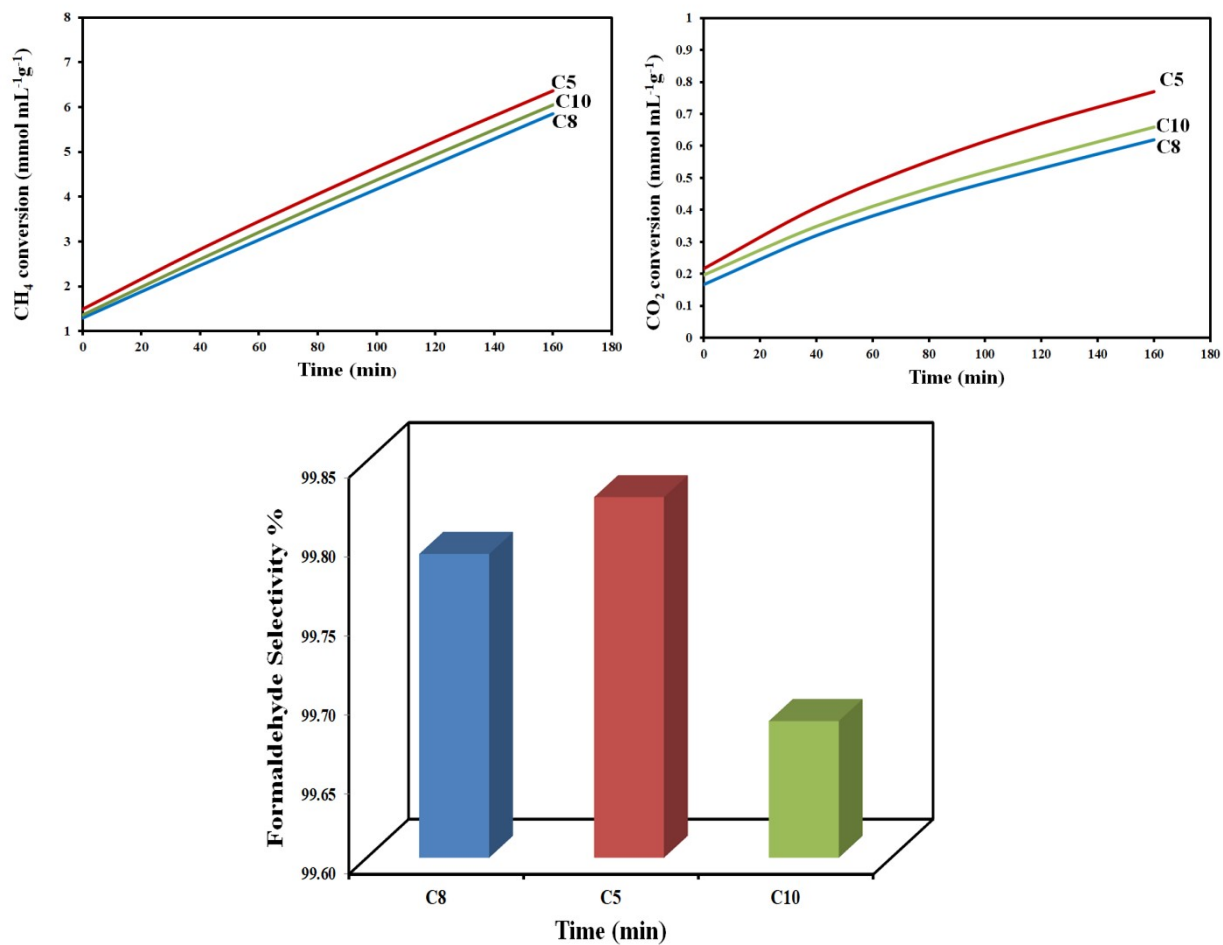 CH4 conversion (mmol mL-1g-1)
8
7
6
5
4
3
2
1
C5
C10
C8
0 20 40 60 80 100 120 140 160 180
Time (min)
CO2 conversion (mmol mL-1g-1)
1
0.9
0.8
0.7
0.6
0.5
0.4
0.3
0.2
0.1
0
C5
C10
C8
0 20 40 60 80 100 120 140 160 180
Time (min)
Formaldehyde Selectivity %
99.85
99.80
99.75
99.70
99.65
99.60
C8 C5 C10
Time (min)